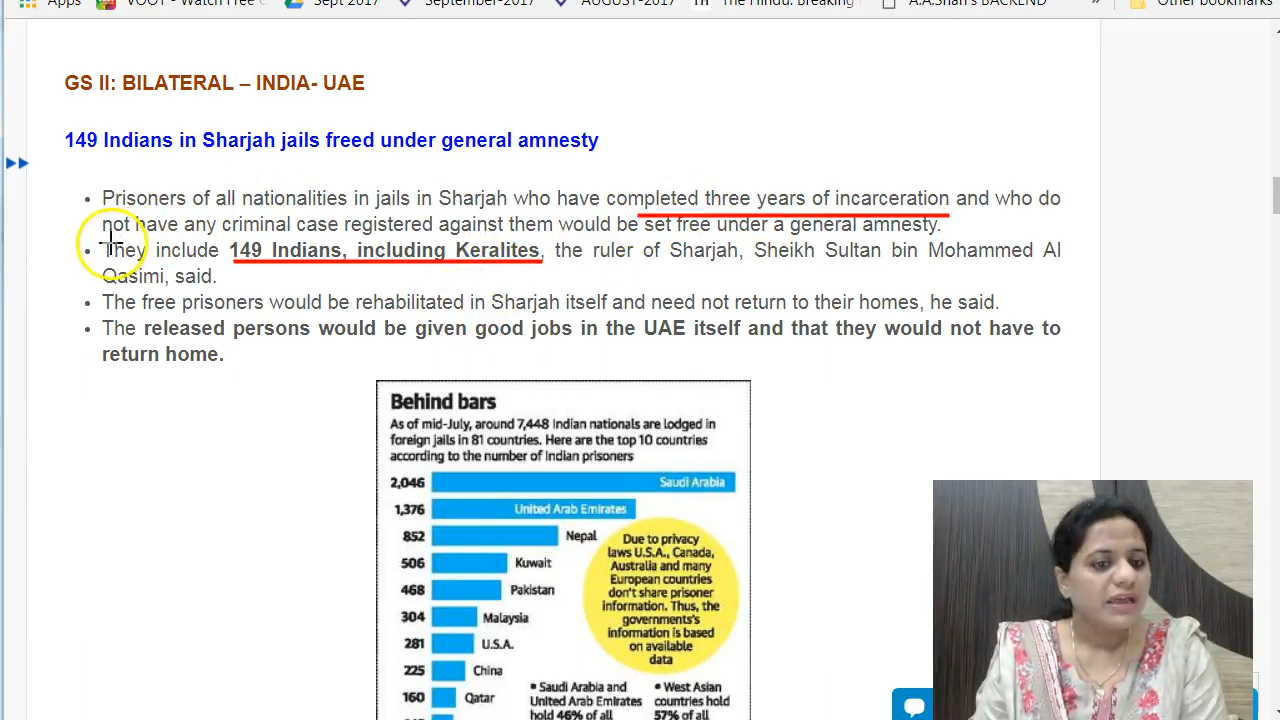 Apps
VOOT - Watch Free
Sept 2017
September-2017
AUGUST-2017
TH
The Hindu: Breaking
A.A.Shah's BACKEND
»
Other bookmarks
GS II: BILATERAL – INDIA- UAE
149 Indians in Sharjah jails freed under general amnesty
• Prisoners of all nationalities in jails in Sharjah who have completed three years of incarceration and who do
not have any criminal case registered against them would be set free under a general amnesty.
• They include 149 Indians, including Keralites, the ruler of Sharjah, Sheikh Sultan bin Mohammed Al
Qasimi, said.
• The free prisoners would be rehabilitated in Sharjah itself and need not return to their homes, he said.
• The released persons would be given good jobs in the UAE itself and that they would not have to
return home.
Behind bars
As of mid-July, around 7,448 Indian nationals are lodged in
foreign jails in 81 countries. Here are the top 10 countries
according to the number of Indian prisoners
2,046 Saudi Arabia
1,376 United Arab Emirates
852 Nepal
506 Kuwait
468 Pakistan
304 Malaysia
281 U.S.A.
225 China
160 Qatar
Due to privacy
laws U.S.A., Canada,
Australia and many
European countries
don't share prisoner
information. Thus, the
governments's
information is based
on available
data
• Saudi Arabia and
United Arab Emirates
hold 46% of all
• West Asian
countries hold
57% of all